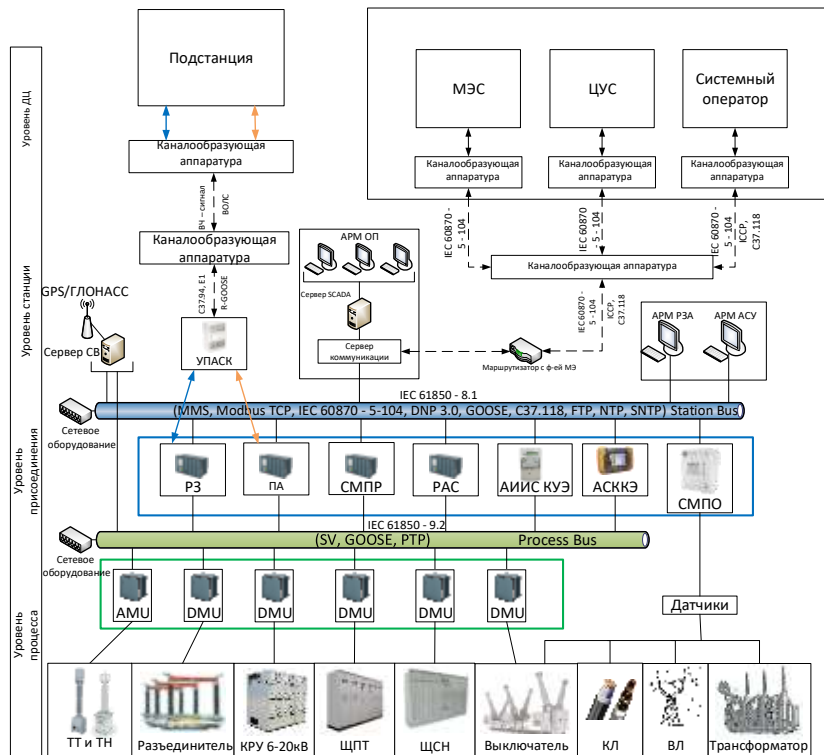 Подстанция
МЭС
ЦУС
Системный
оператор
Уровень ДЦ
Каналообразующая
аппаратура
Каналообразующая
аппаратура
Каналообразующая
аппаратура
Каналообразующая
аппаратура
ВЧ – сигнал
ВОЛС
IEC 60870 -
5 - 104
IEC 60870 -
5 - 104
IEC 60870 -
5 - 104
ICCP,
C37.118
Каналообразующая
аппаратура
АРМ ОП
Каналообразующая аппаратура
Уровень станции
GPS/ГЛОНАСС
C37.94, E1
R-GOOSE
Сервер SCADA
IEC 60870-
5 - 104
ICCP,
C37.118
АРМ РЗА
АРМ АСУ
Сервер СВ
УПАСК
Сервер
коммуникации
Маршрутизатор с ф-ей МЭ
IEC 61850 - 8.1
(MMS, Modbus TCP, IEC 60870 - 5-104, DNP 3.0, GOOSE, C37.118, FTP, NTP, SNTP) Station Bus
Сетевое
оборудование
Уровень
присоединения
РЗ
ПА
СМПР
РАС
АИИС КУЭ
АСККЭ
СМПО
IEC 61850 - 9.2
(SV, GOOSE, PTP)
Process Bus
Сетевое
оборудование
Уровень
процесса
AMU
DMU
DMU
DMU
DMU
DMU
Датчики
ТТ и ТН
Разъединитель
КРУ 6-20кВ
ЩПТ
ЩСН
Выключатель
КЛ
ВЛ
Трансформатор